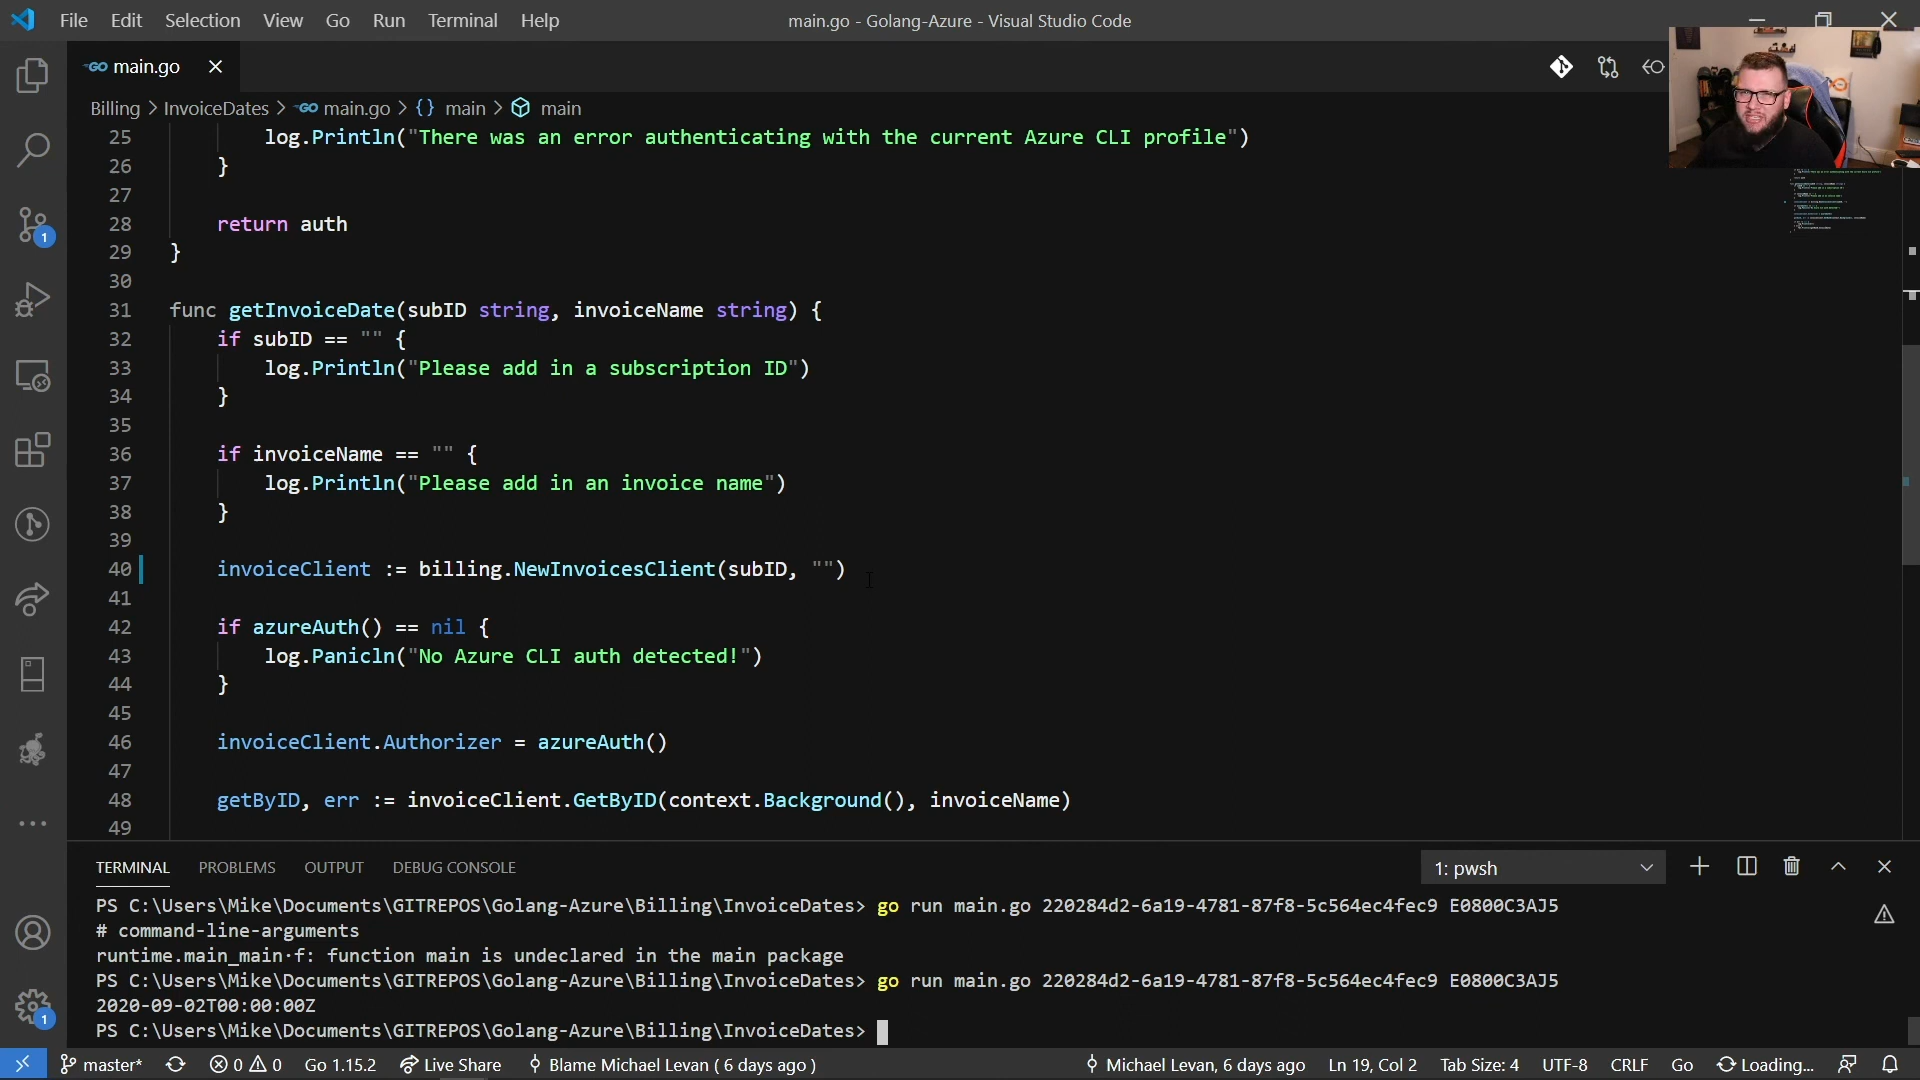 File Edit Selection View Go Run Terminal Help
main.go - Golang-Azure - Visual Studio Code
GO main.go
Billing > InvoiceDates > GO main.go > {} main > main
25 log.Println("There was an error authenticating with the current Azure CLI profile")
26 }
27
28 return auth
29 }
30
31 func getInvoiceDate(subID string, invoiceName string) {
32 if subID == "" {
33 log.Println("Please add in a subscription ID")
34 }
35
36 if invoiceName == "" {
37 log.Println("Please add in an invoice name")
38 }
39
40 invoiceClient := billing.NewInvoicesClient(subID, "")
41
42 if azureAuth() == nil {
43 log.Panicln("No Azure CLI auth detected!")
44 }
45
46 invoiceClient.Authorizer = azureAuth()
47
48 getByID, err := invoiceClient.GetByID(context.Background(), invoiceName)
49
1
TERMINAL PROBLEMS OUTPUT DEBUG CONSOLE
1: pwsh
PS C:\Users\Mike\Documents\GITREPOS\Golang-Azure\Billing\InvoiceDates> go run main.go 220284d2-6a19-4781-87f8-5c564ec4fec9 E0800C3AJ5
# command-line-arguments
runtime.main_main·f: function main is undeclared in the main package
PS C:\Users\Mike\Documents\GITREPOS\Golang-Azure\Billing\InvoiceDates> go run main.go 220284d2-6a19-4781-87f8-5c564ec4fec9 E0800C3AJ5
2020-09-02T00:00:00Z
PS C:\Users\Mike\Documents\GITREPOS\Golang-Azure\Billing\InvoiceDates>
1
master* 0 0 Go 1.15.2 Live Share Blame Michael Levan ( 6 days ago ) Michael Levan, 6 days ago Ln 19, Col 2 Tab Size: 4 UTF-8 CRLF Go Loading...